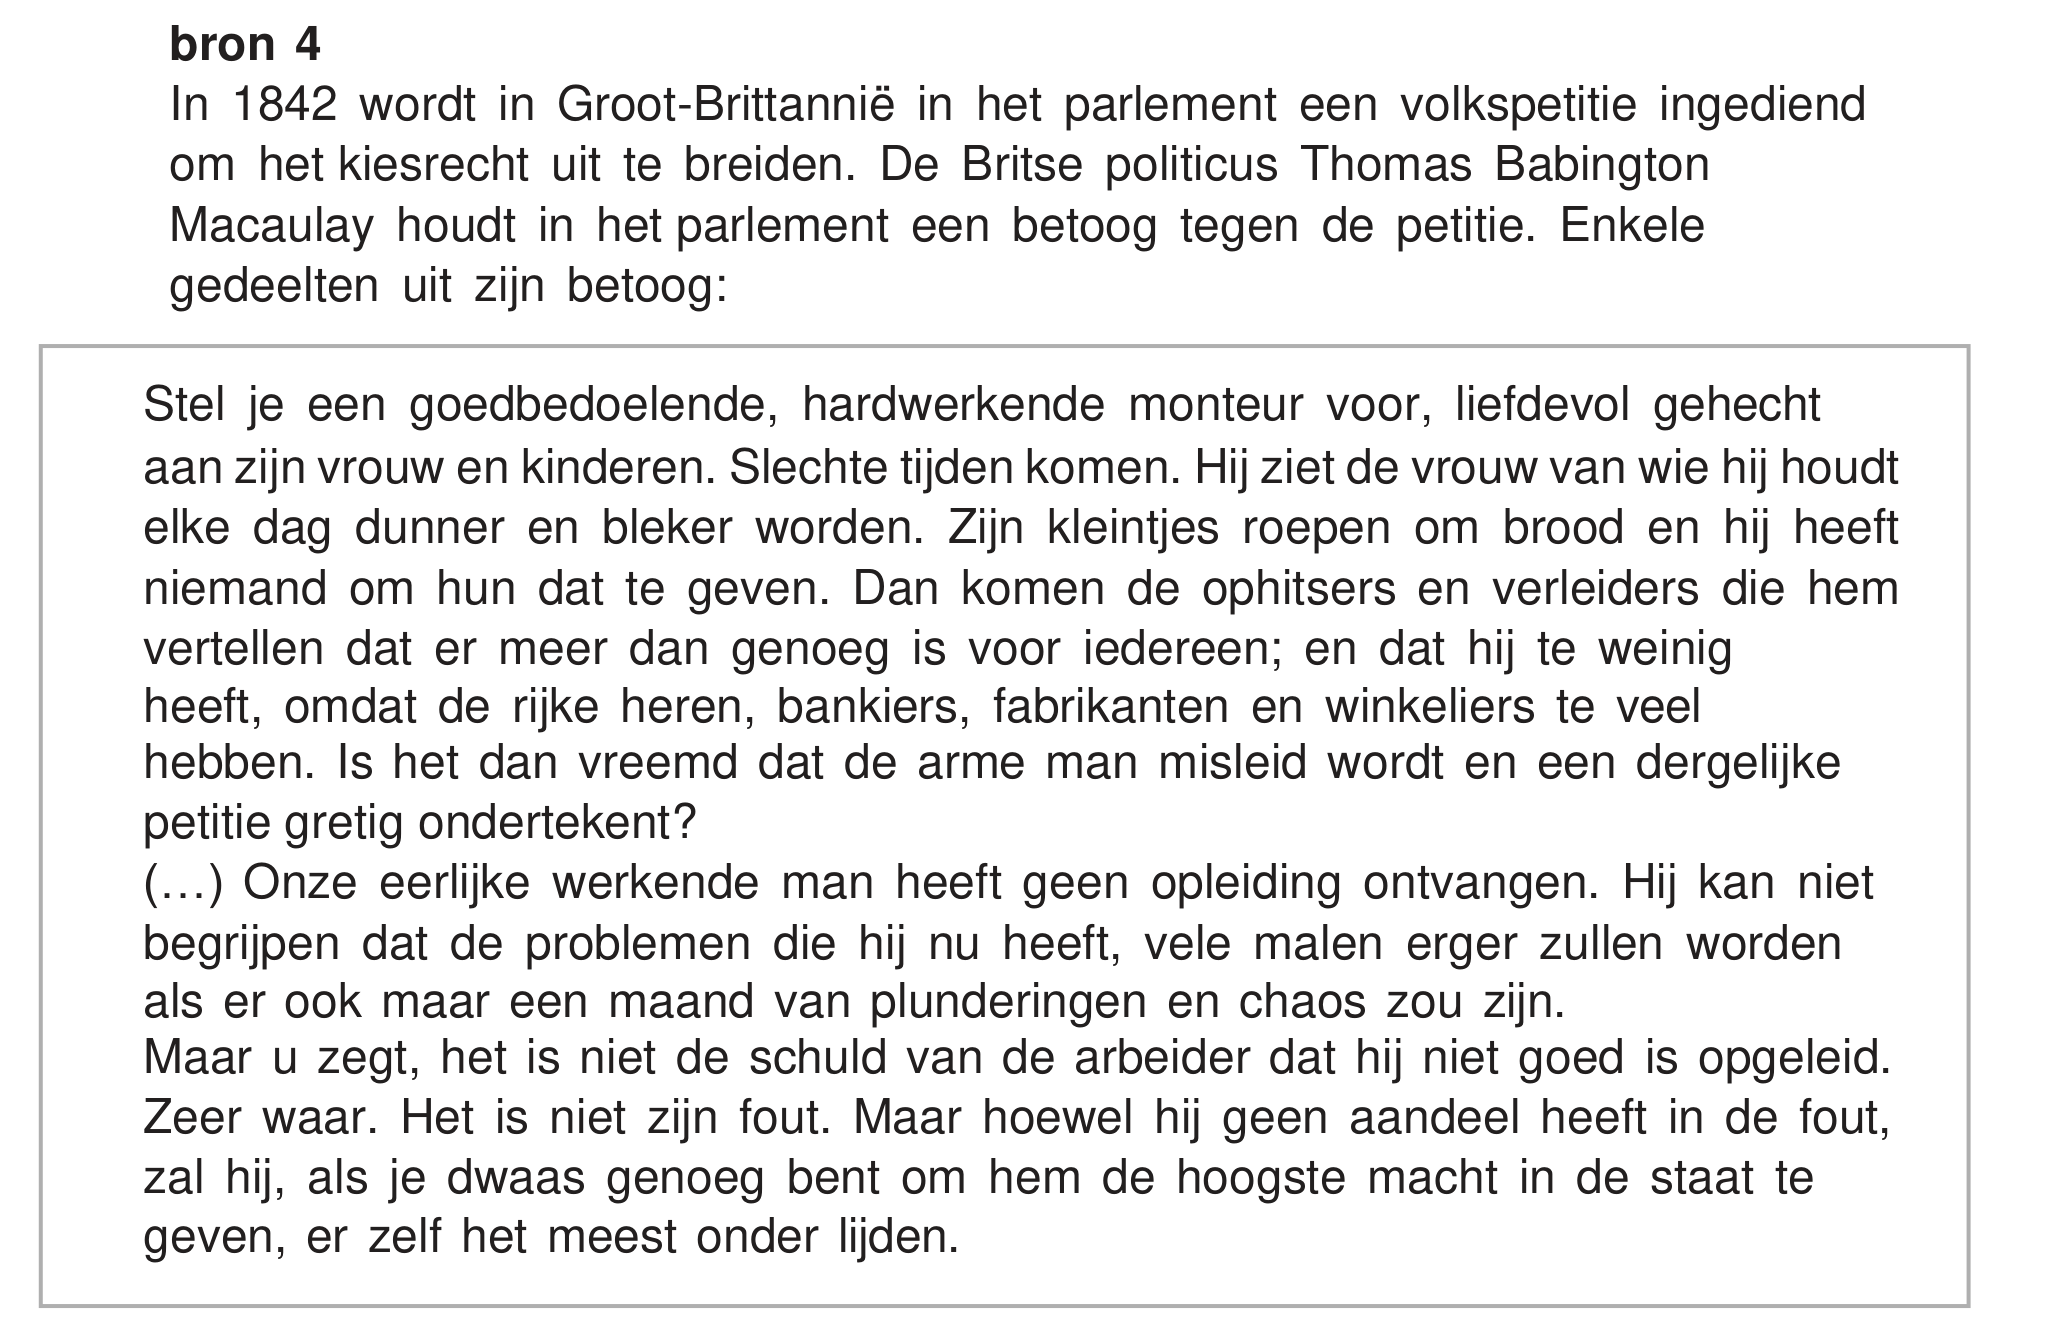 bron 4
In 1842 wordt in Groot-Brittannië in het parlement een volkspetitie ingediend
om het kiesrecht uit te breiden. De Britse politicus Thomas Babington
Macaulay houdt in het parlement een betoog tegen de petitie. Enkele
gedeelten uit zijn betoog:
Stel je een goedbedoelende, hardwerkende monteur voor, liefdevol gehecht
aan zijn vrouw en kinderen. Slechte tijden komen. Hij ziet de vrouw van wie hij houdt
elke dag dunner en bleker worden. Zijn kleintjes roepen om brood en hij heeft
niemand om hun dat te geven. Dan komen de ophitsers en verleiders die hem
vertellen dat er meer dan genoeg is voor iedereen; en dat hij te weinig
heeft, omdat de rijke heren, bankiers, fabrikanten en winkeliers te veel
hebben. Is het dan vreemd dat de arme man misleid wordt en een dergelijke
petitie gretig ondertekent?
(…) Onze eerlijke werkende man heeft geen opleiding ontvangen. Hij kan niet
begrijpen dat de problemen die hij nu heeft, vele malen erger zullen worden
als er ook maar een maand van plunderingen en chaos zou zijn.
Maar u zegt, het is niet de schuld van de arbeider dat hij niet goed is opgeleid.
Zeer waar. Het is niet zijn fout. Maar hoewel hij geen aandeel heeft in de fout,
zal hij, als je dwaas genoeg bent om hem de hoogste macht in de staat te
geven, er zelf het meest onder lijden.